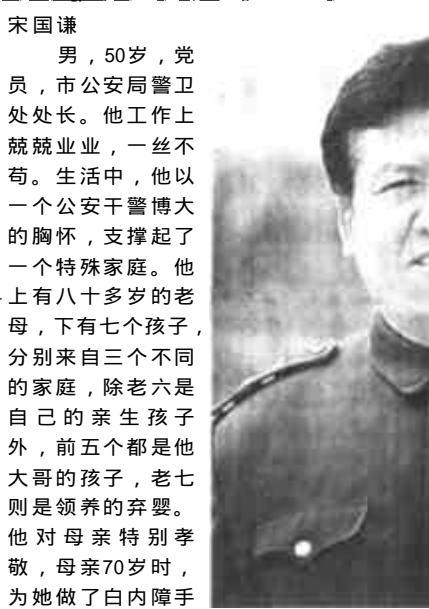 宋国谦
男，50岁，党
员，市公安局警卫
处处长。他工作上
兢兢业业，一丝不
苟。生活中，他以
一个公安干警博大
的胸怀，支撑起了
一个特殊家庭。他
上有八十多岁的老
母，下有七个孩子，
分别来自三个不同
的家庭，除老六是
自己的亲生孩子
外，前五个都是他
大哥的孩子，老七
则是领养的弃婴。
他对母亲特别孝
敬，母亲70岁时，
为她做了白内障手